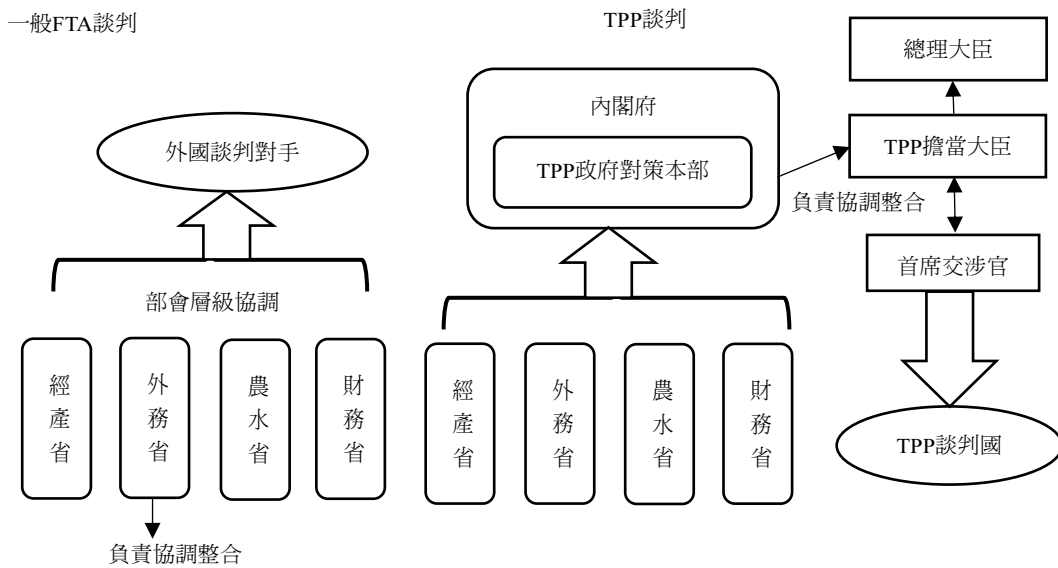 一般FTA談判
外國談判對手
部會層級協調
經產省
外務省
農水省
財務省
負責協調整合
TPP談判
內閣府
TPP政府對策本部
經產省
外務省
農水省
財務省
負責協調整合
總理大臣
TPP擔當大臣
首席交涉官
TPP談判國